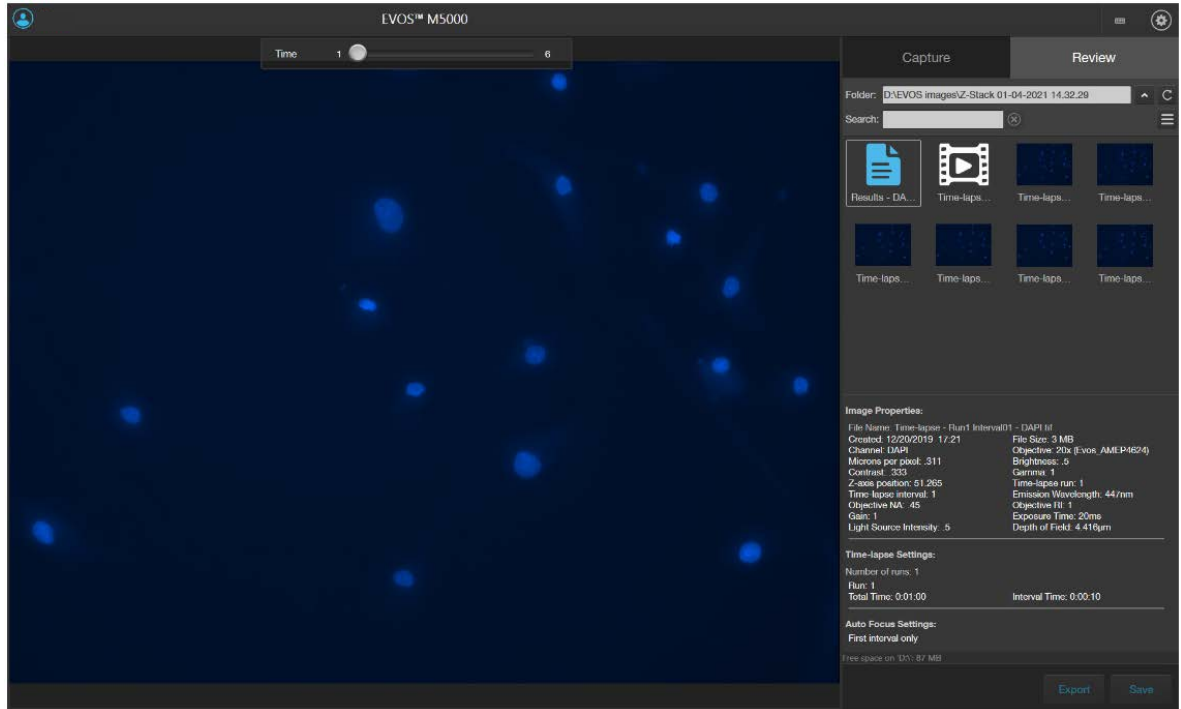 EVOS™ M5000
Time 1 6
Capture Review
Folder: D:\EVOS images\Z-Stack 01-04-2021 14.32.29
Search:
Results - DA... Time-laps... Time-laps... Time-laps...
Time-laps... Time-laps... Time-laps... Time-laps...
Image Properties:
File Name: Time-lapse - Run1 Interval01 - DAPI.tif
Created: 12/20/2019 17:21 File Size: 3 MB
Channel: DAPI Objective: 20x (Evos_AMEP4624)
Microns per pixel: .311 Brightness: .5
Contrast: .333 Gamma: 1
Z-axis position: 51.265 Time-lapse run: 1
Time-lapse interval: 1 Emission Wavelength: 447nm
Objective NA: .45 Objective RI: 1
Gain: 1 Exposure Time: 20ms
Light Source Intensity: .5 Depth of Field: 4.416µm
Time-lapse Settings:
Number of runs: 1
Run: 1
Total Time: 0:01:00 Interval Time: 0:00:10
Auto Focus Settings:
First interval only
Free space on 'D:\': 87 MB
Export Save